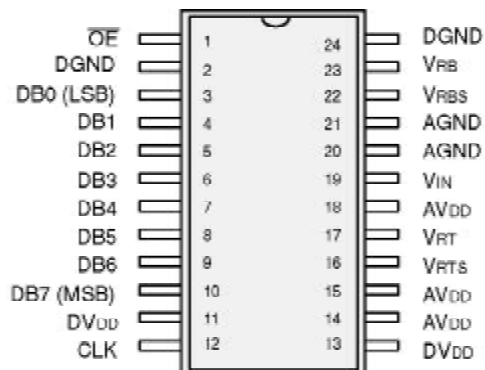 OE 1 24 DGND
DGND 2 23 VRB
DB0 (LSB) 3 22 VRBS
DB1 4 21 AGND
DB2 5 20 AGND
DB3 6 19 VIN
DB4 7 18 AVDD
DB5 8 17 VRT
DB6 9 16 VRTS
DB7 (MSB) 10 15 AVDD
DVDD 11 14 AVDD
CLK 12 13 DVDD